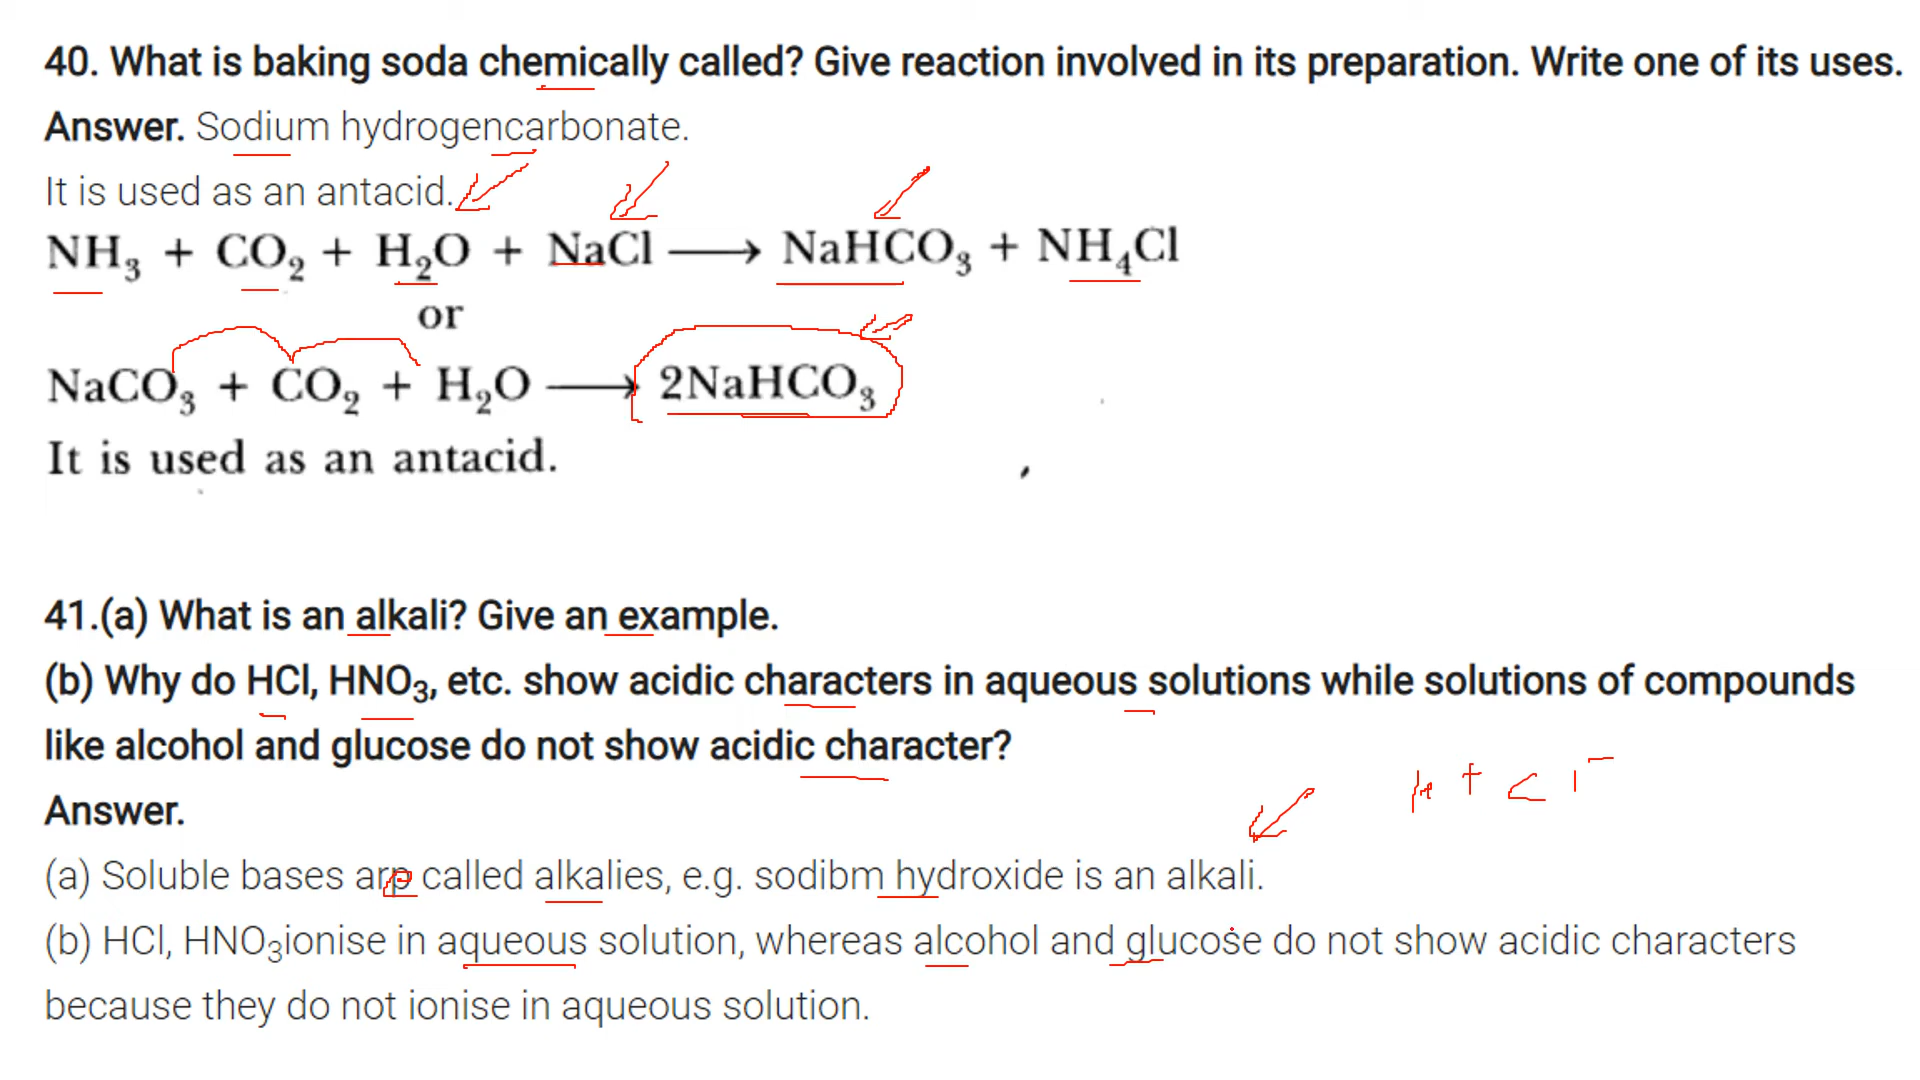 40. What is baking soda chemically called? Give reaction involved in its preparation. Write one of its uses.
Answer. Sodium hydrogencarbonate.
It is used as an antacid.
NH₃ + CO₂ + H₂O + NaCl ⟶ NaHCO₃ + NH₄Cl
or
NaCO₃ + CO₂ + H₂O ⟶ 2NaHCO₃
It is used as an antacid.
41.(a) What is an alkali? Give an example.
(b) Why do HCl, HNO₃, etc. show acidic characters in aqueous solutions while solutions of compounds
like alcohol and glucose do not show acidic character?
H + Cl⁻
Answer.
(a) Soluble bases are called alkalies, e.g. sodibm hydroxide is an alkali.
(b) HCl, HNO₃ionise in aqueous solution, whereas alcohol and glucose do not show acidic characters
because they do not ionise in aqueous solution.